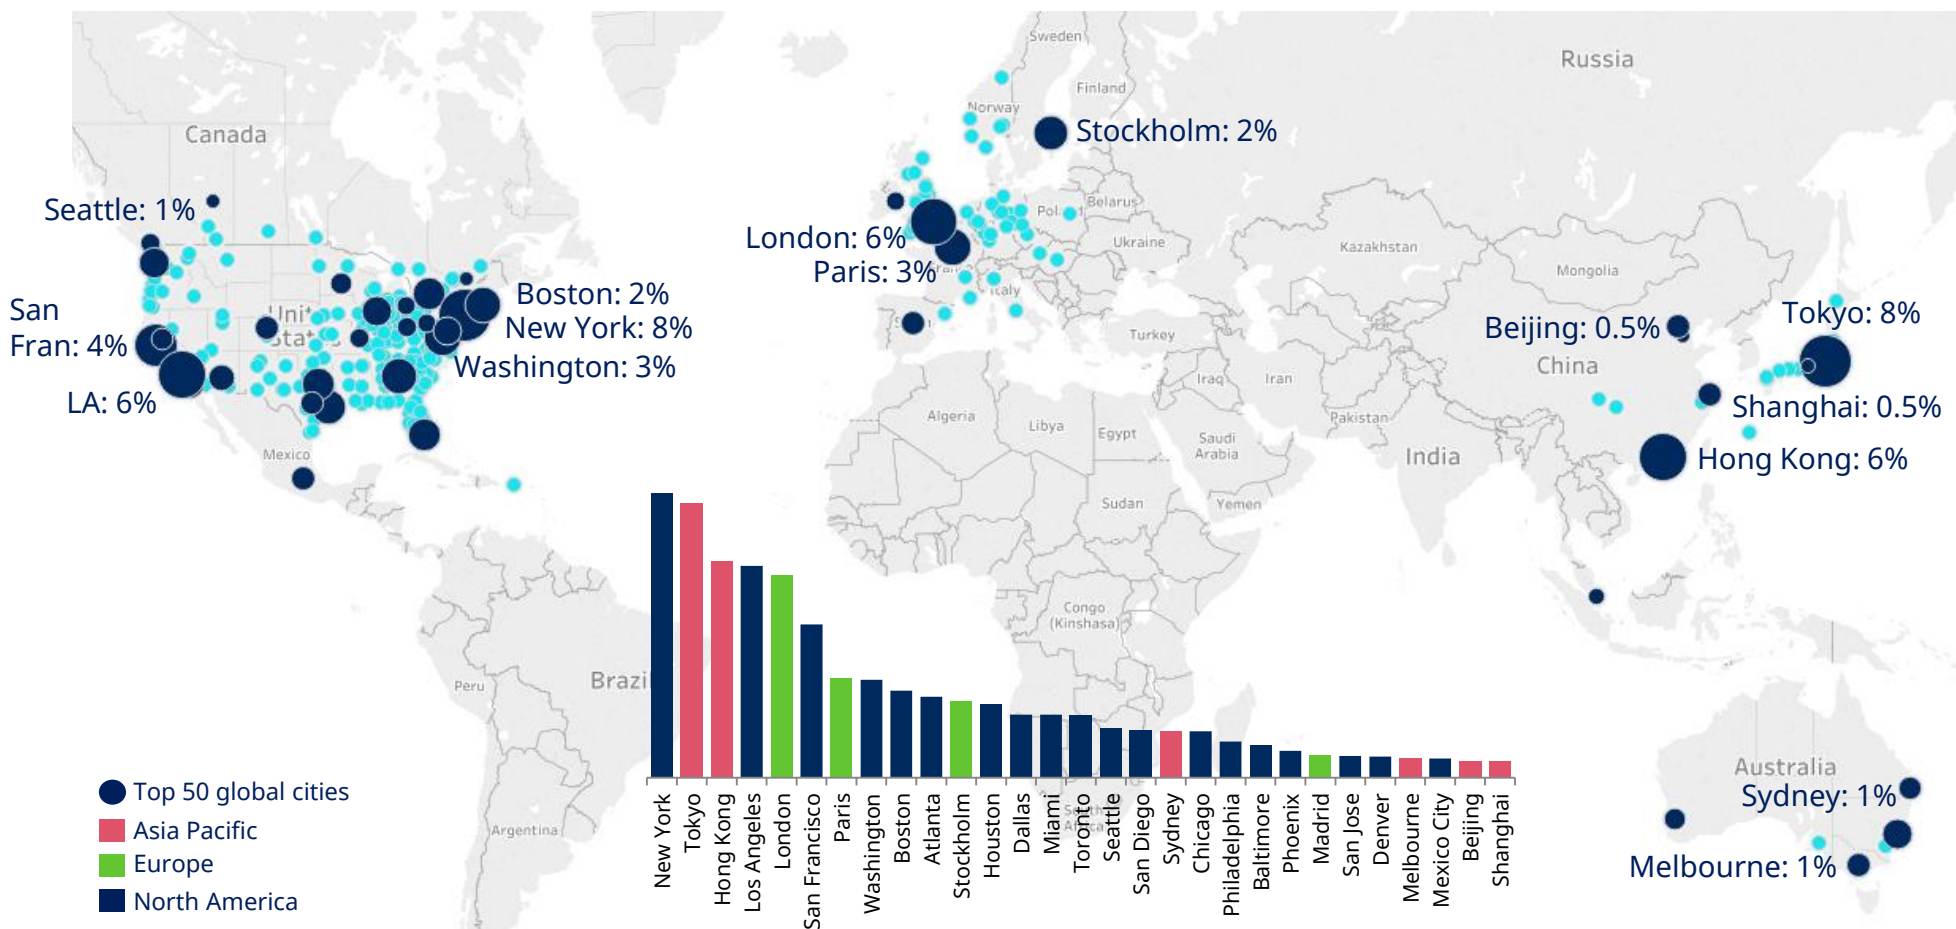 Sweden
Russia
Finland
Norway
Canada
Stockholm: 2%
Seattle: 1%
Belarus
London: 6%
Ukraine
Kazakhstan
Paris: 3%
Mongolia
Italy
San
Fran: 4%
Boston: 2%
New York: 8%
Washington: 3%
LA: 6%
Turkey
Beijing: 0.5%
Tokyo: 8%
China
Iraq
Iran
Shanghai: 0.5%
Algeria
Libya
Egypt
Pakistan
Saudi
Arabia
India
Hong Kong: 6%
Mexico
Sudan
Yemen
Congo
(Kinshasa)
Peru
Brazil
Argentina
Australia
Sydney: 1%
Melbourne: 1%
Top 50 global cities
Asia Pacific
Europe
North America
New York
Tokyo
Hong Kong
Los Angeles
London
San Francisco
Paris
Washington
Boston
Atlanta
Stockholm
Houston
Dallas
Miami
Toronto
Seattle
San Diego
Sydney
Chicago
Philadelphia
Baltimore
Phoenix
Madrid
San Jose
Denver
Melbourne
Mexico City
Beijing
Shanghai